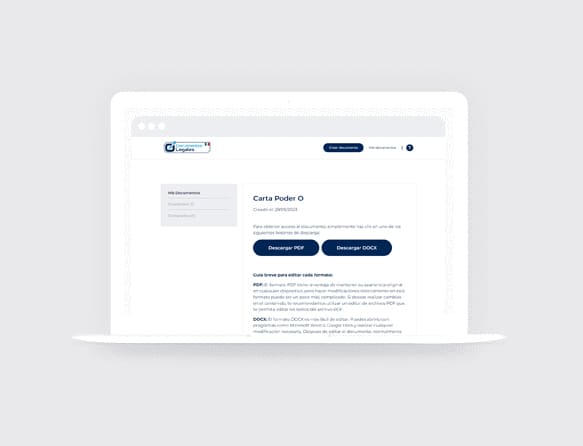 Documentos
Legales
Crear documento
Mis documentos
?
Mis Documentos
Carta Poder O
Creado el: 29/05/2023
Para obtener acceso al documento, simplemente haz clic en uno de los
siguientes botones de descarga:
Descargar PDF
Descargar DOCX
Guía breve para editar cada formato:
PDF: El formato PDF tiene la ventaja de mantener su apariencia original
en cualquier dispositivo, pero hacer modificaciones directamente en este
formato puede ser un poco más complicado. Si deseas realizar cambios
en el contenido, te recomendamos utilizar un editor de archivos PDF que
te permita editar los textos del archivo PDF.
DOCX: El formato DOCX es más fácil de editar. Puedes abrirlo con
programas como Microsoft Word o Google Docs y realizar cualquier
modificación necesaria. Después de editar el documento, normalmente